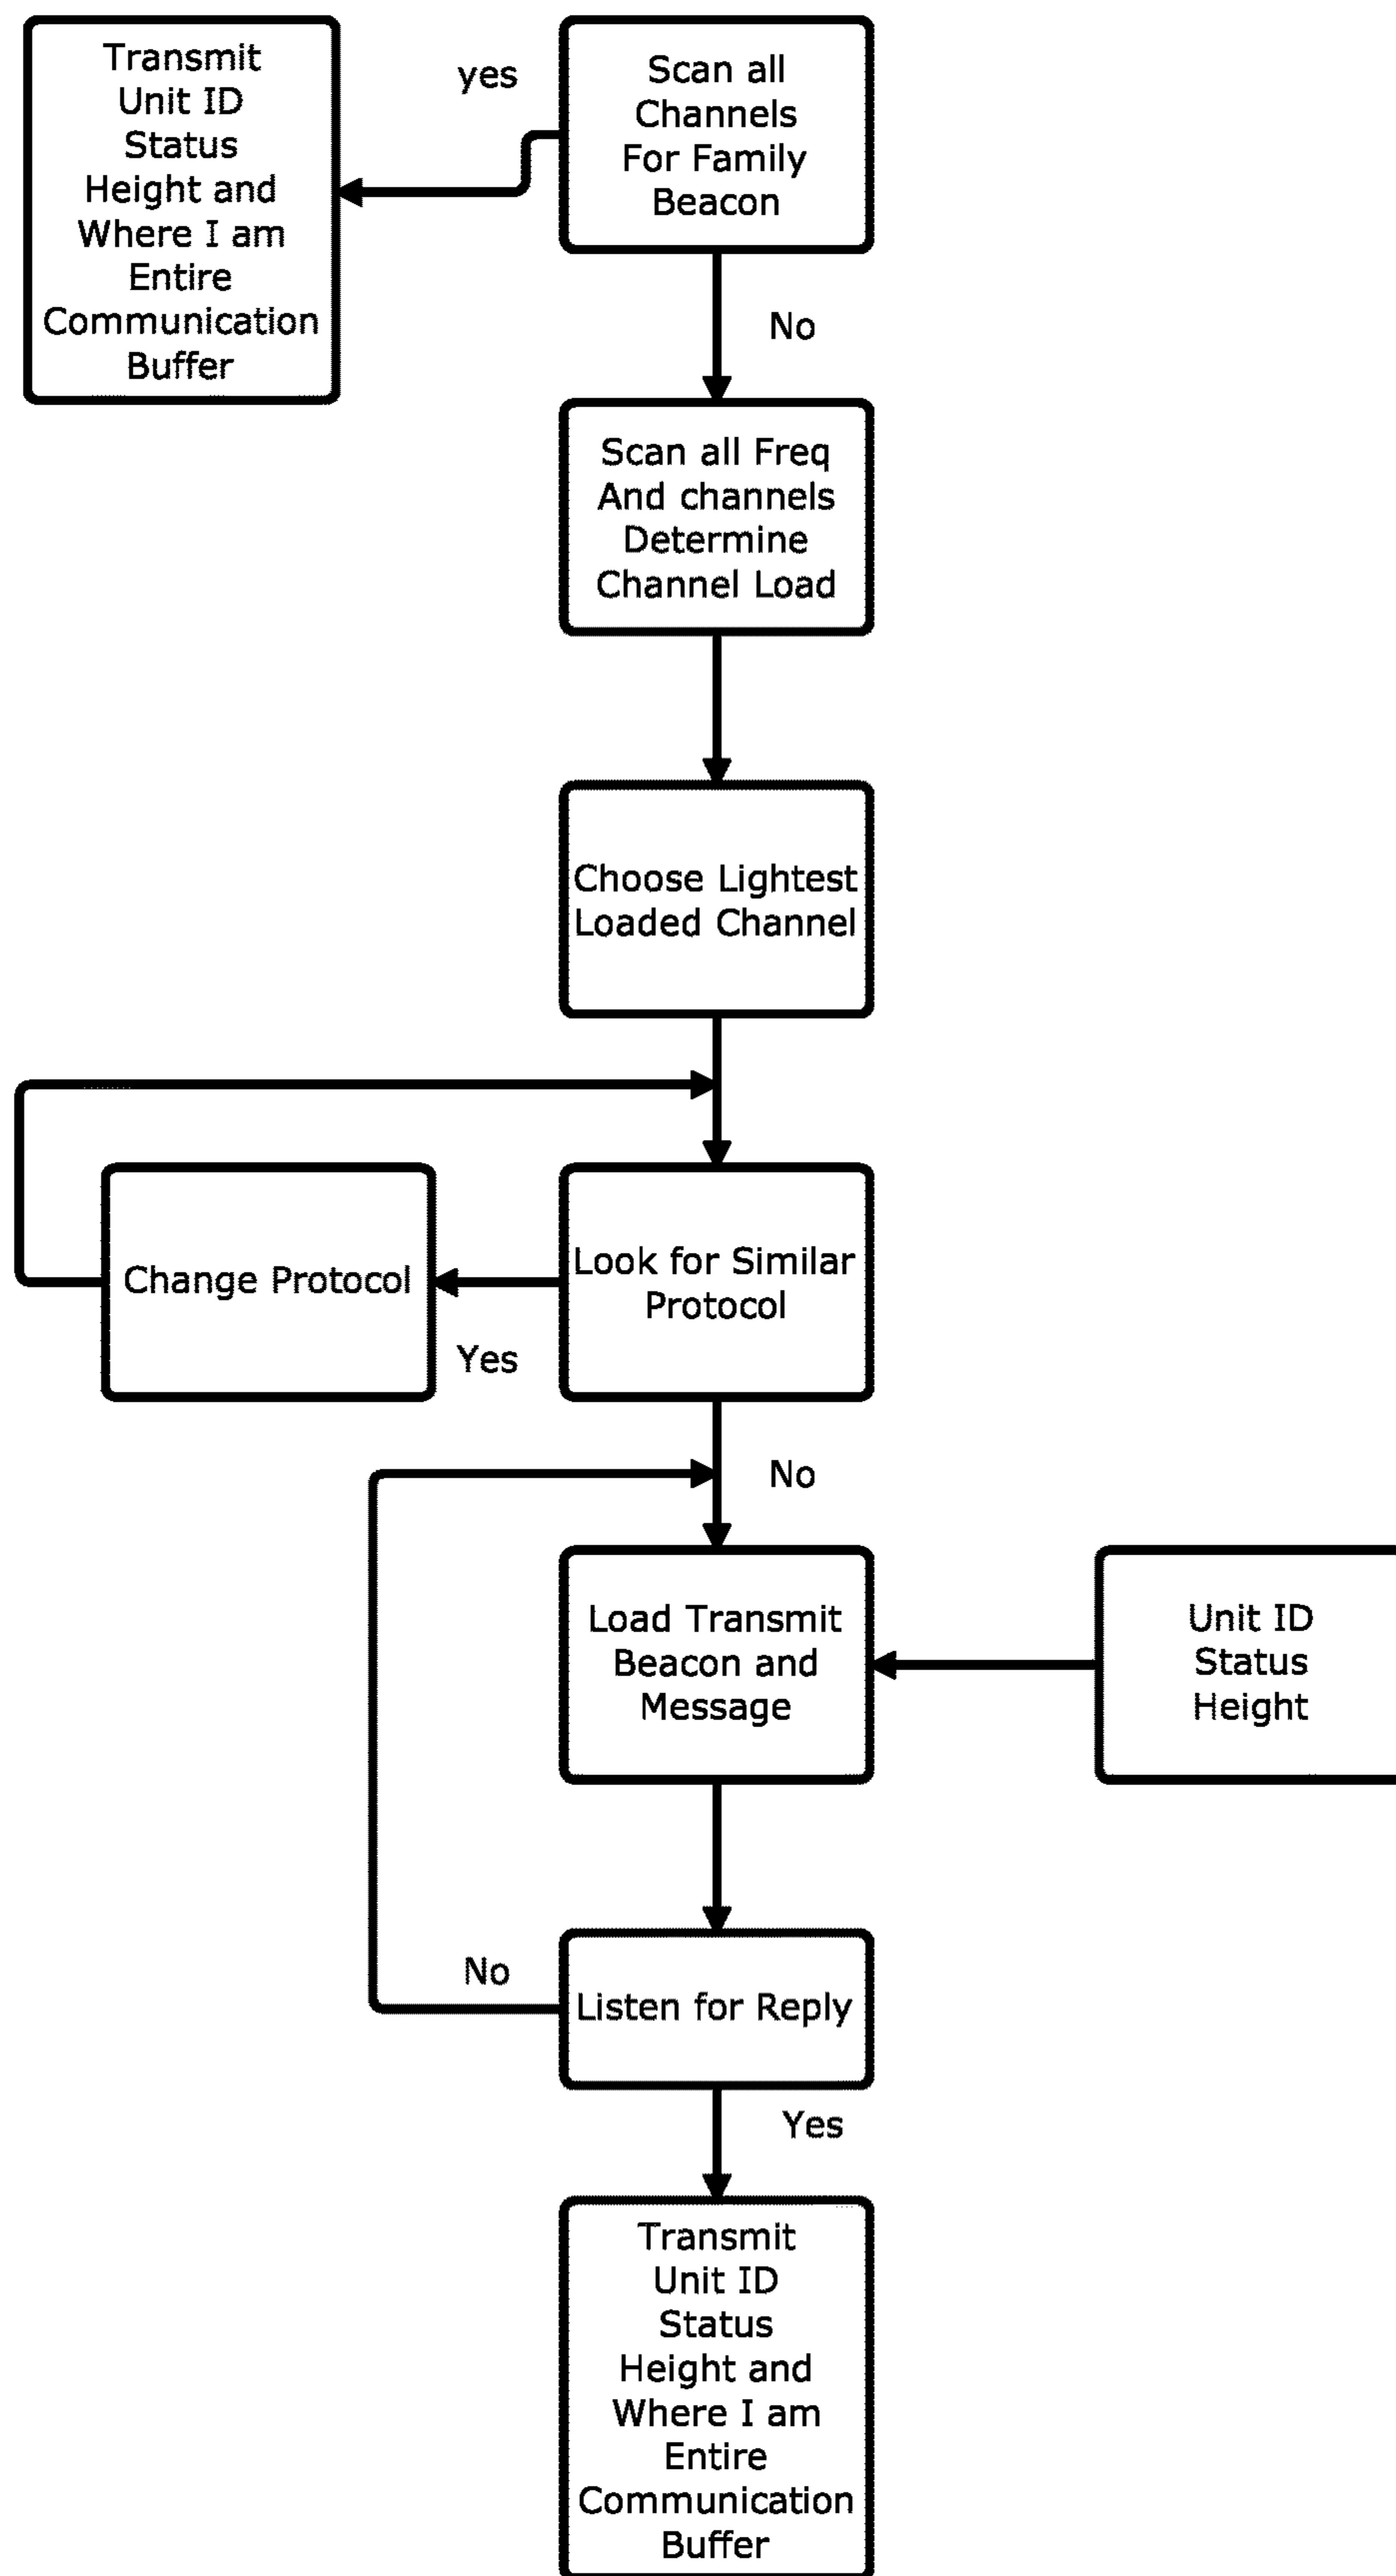 Transmit
Unit ID
Status
Height and
Where I am
Entire
Communication
Buffer
yes
Scan all
Channels
For Family
Beacon
No
Scan all Freq
And channels
Determine
Channel Load
Choose Lightest
Loaded Channel
Change Protocol
Yes
Look for Similar
Protocol
No
Load Transmit
Beacon and
Message
Unit ID
Status
Height
No
Listen for Reply
Yes
Transmit
Unit ID
Status
Height and
Where I am
Entire
Communication
Buffer